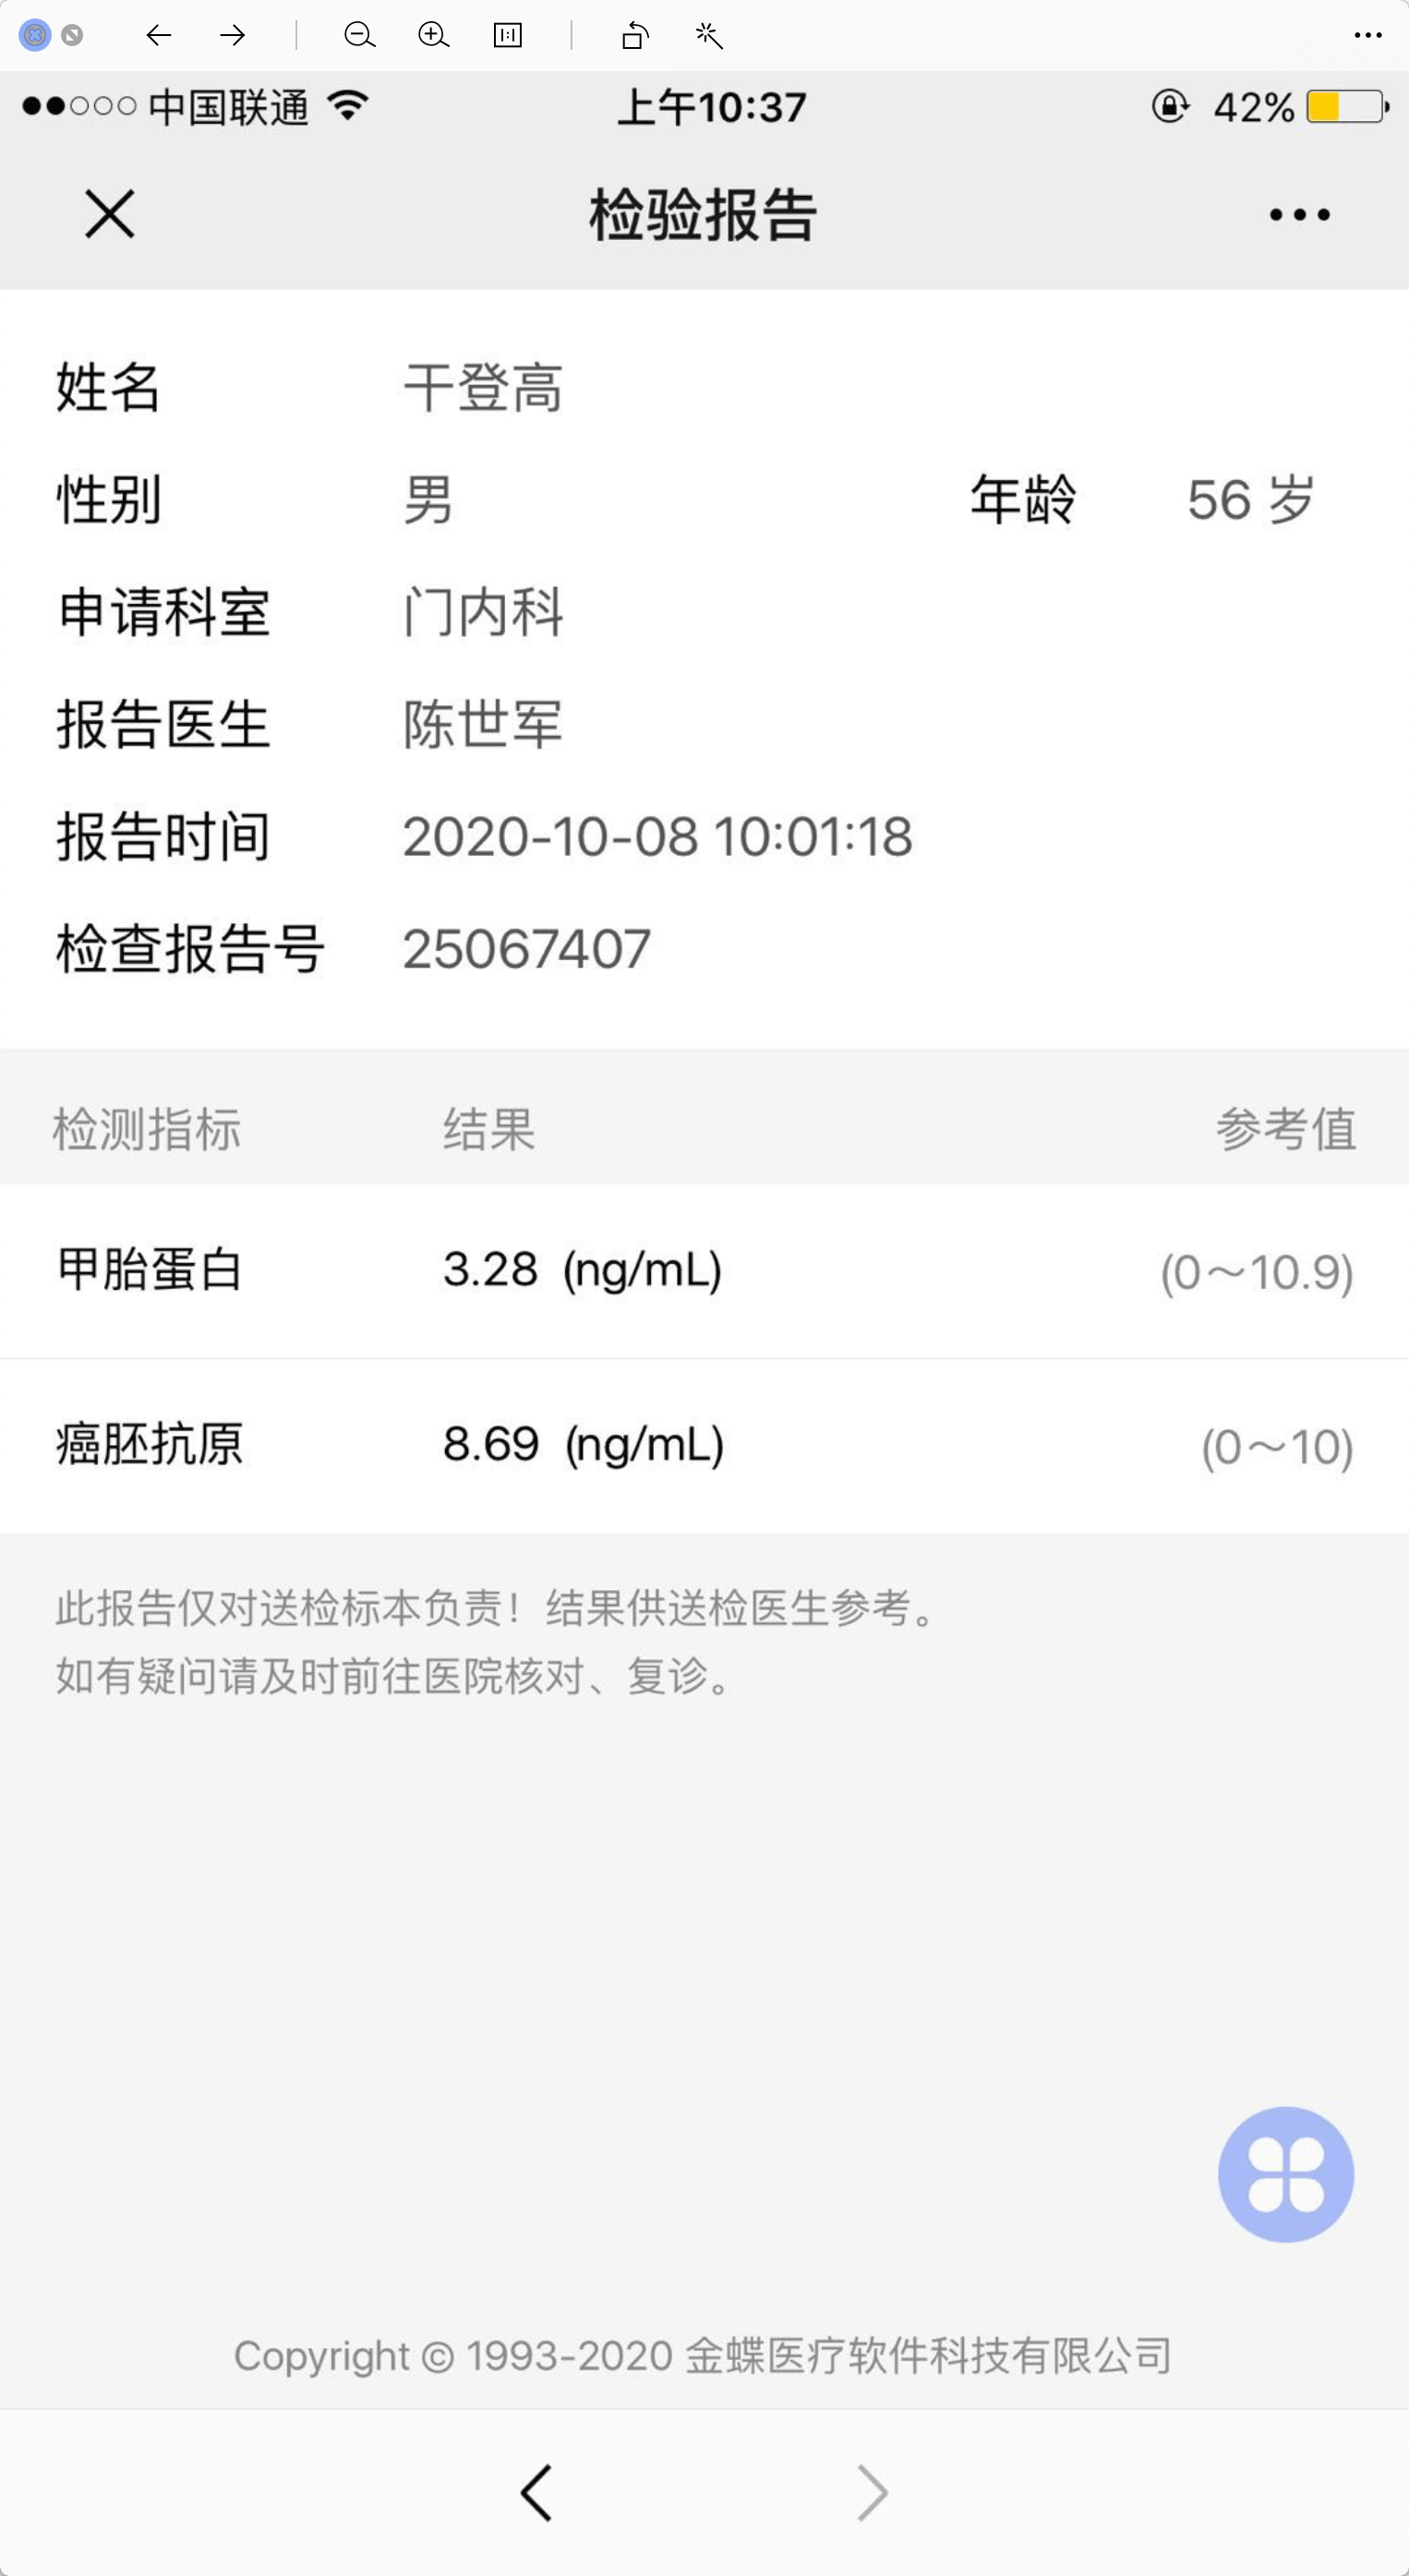 中国联通 上午10:37 42%
检验报告
姓名 干登高
性别 男 年龄 56 岁
申请科室 门内科
报告医生 陈世军
报告时间 2020-10-08 10:01:18
检查报告号 25067407
检测指标 结果 参考值
甲胎蛋白 3.28 (ng/mL) (0～10.9)
癌胚抗原 8.69 (ng/mL) (0～10)
此报告仅对送检标本负责！结果供送检医生参考。
如有疑问请及时前往医院核对、复诊。
Copyright © 1993-2020 金蝶医疗软件科技有限公司